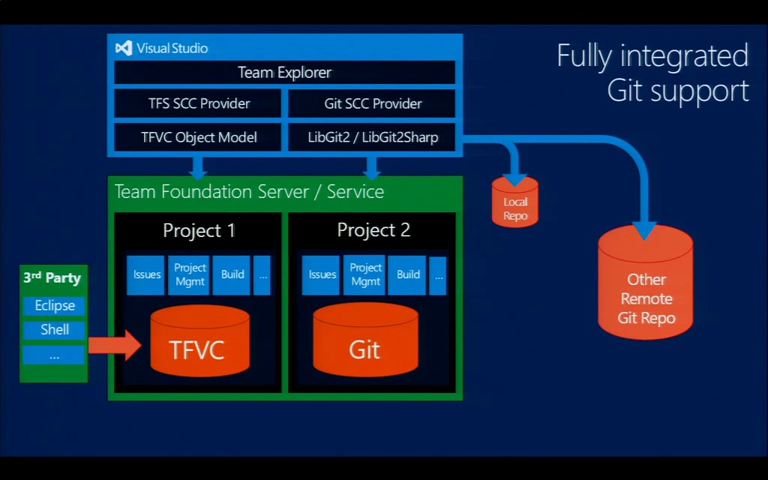 Fully integrated
Git support
Visual Studio
Team Explorer
TFS SCC Provider
Git SCC Provider
TFVC Object Model
LibGit2 / LibGit2Sharp
Team Foundation Server / Service
Local
Repo
Project 1
Project 2
Issues
Project
Mgmt
Build
...
Issues
Project
Mgmt
Build
...
3rd Party
Eclipse
Shell
...
TFVC
Git
Other
Remote
Git Repo